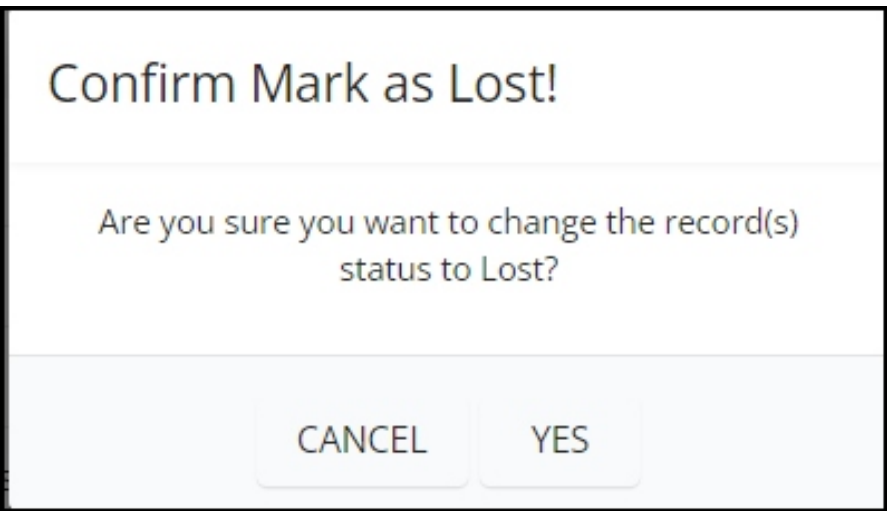 Confirm Mark as Lost!
Are you sure you want to change the record(s)
status to Lost?
CANCEL YES